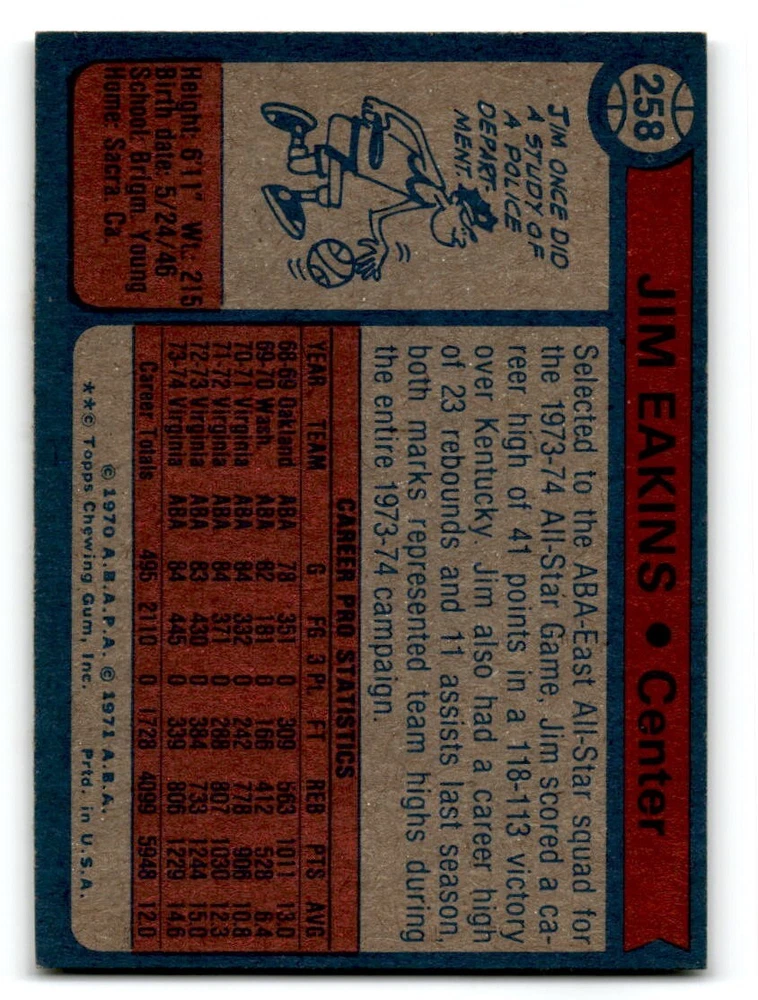 258
JIM EAKINS • Center
JIM ONCE DID
A STUDY OF
A POLICE
DEPART-
MENT.
Height: 6'11" Wt.: 215
Birth date: 5/24/46
School: Brigm. Young
Home: Sacra. Ca.
Selected to the ABA-East All-Star squad for
the 1973-74 All-Star Game, Jim scored a ca-
reer high of 41 points in a 118-113 victory
over Kentucky. Jim also had a career high
of 23 rebounds and 11 assists last season,
both marks represented team highs during
the entire 1973-74 campaign.
CAREER PRO STATISTICS
YEAR TEAM G FG 3 Pt. FT REB PTS AVG
68-69 Oakland ABA 78 351 0 309 563 1011 13.0
69-70 Wash. ABA 82 181 0 166 412 528 6.4
70-71 Virginia ABA 84 332 0 242 778 906 10.8
71-72 Virginia ABA 84 371 0 288 807 1030 12.3
72-73 Virginia ABA 83 430 0 384 733 1244 15.0
73-74 Virginia ABA 84 445 0 339 806 1229 14.6
Career Totals 495 2110 0 1728 4099 5948 12.0
© 1970 A.B.A.P.A. © 1971 A.B.A.
**© Topps Chewing Gum, Inc. Prtd. in U.S.A.